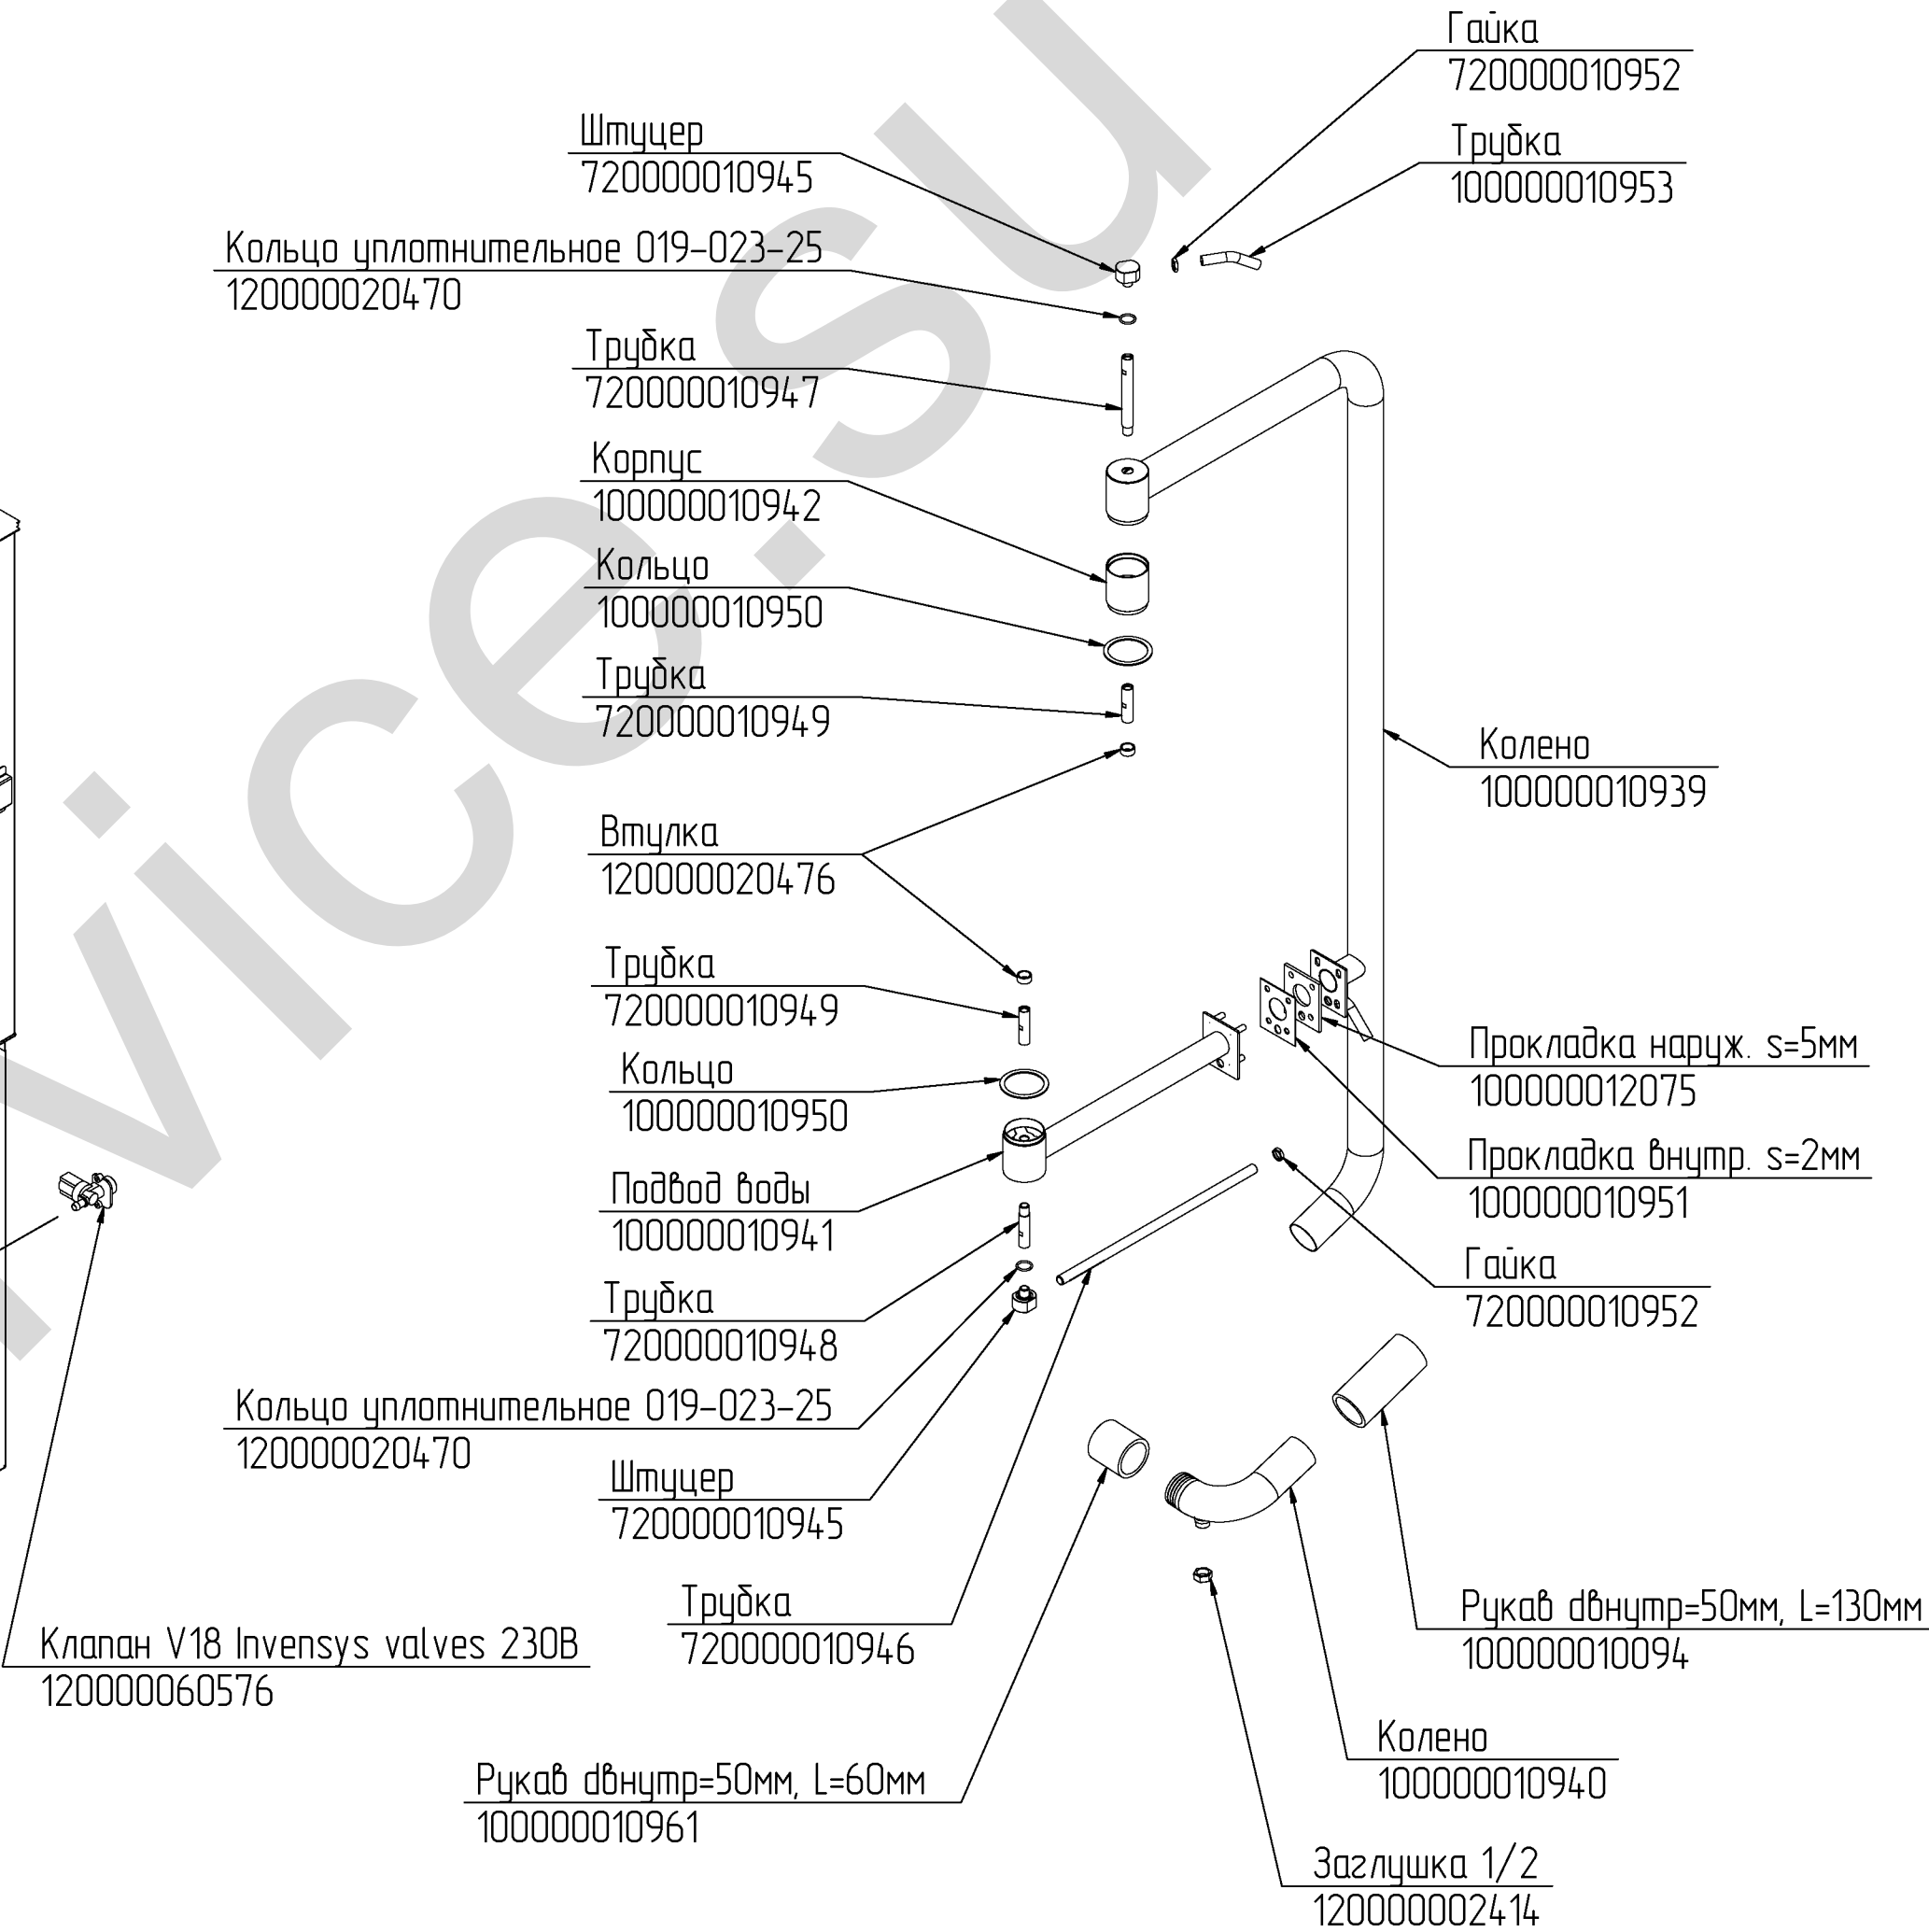 Гайка
720000010952
Штуцер
720000010945
Трубка
100000010953
Кольцо уплотнительное 019-023-25
120000020470
Трубка
720000010947
Корпус
100000010942
Кольцо
100000010950
Трубка
720000010949
Колено
100000010939
Втулка
120000020476
Трубка
720000010949
Прокладка наруж. s=5мм
100000012075
Кольцо
100000010950
Прокладка внутр. s=2мм
100000010951
Подвод воды
100000010941
Гайка
720000010952
Трубка
720000010948
Кольцо уплотнительное 019-023-25
120000020470
Штуцер
720000010945
Трубка
720000010946
Рукав dвнутр=50мм, L=130мм
100000010094
Клапан V18 Invensys valves 230В
120000060576
Колено
100000010940
Рукав dвнутр=50мм, L=60мм
100000010961
Заглушка 1/2
120000002414
vice.su